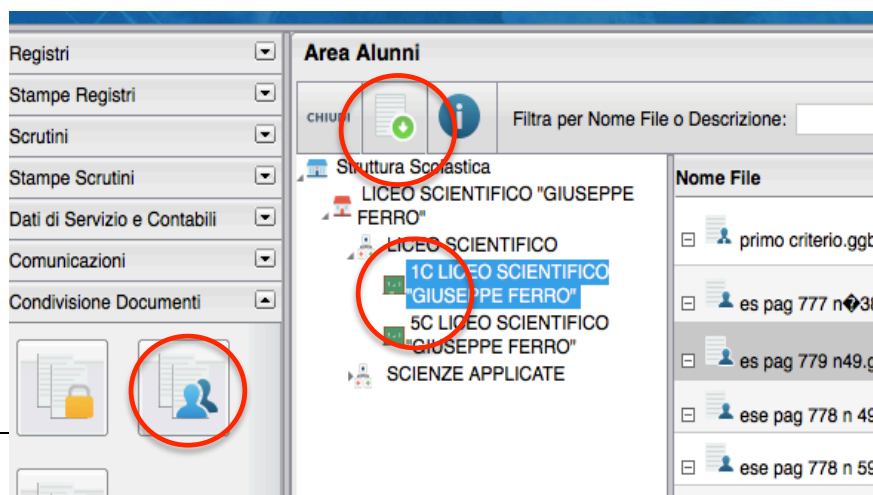 Registri
Stampe Registri
Scrutini
Stampe Scrutini
Dati di Servizio e Contabili
Comunicazioni
Condivisione Documenti
Area Alunni
CHIUDI
Filtra per Nome File o Descrizione:
Struttura Scolastica
LICEO SCIENTIFICO "GIUSEPPE
FERRO"
LICEO SCIENTIFICO
1C LICEO SCIENTIFICO
"GIUSEPPE FERRO"
5C LICEO SCIENTIFICO
"GIUSEPPE FERRO"
SCIENZE APPLICATE
Nome File
primo criterio.ggb
es pag 777 n�38
es pag 779 n49.g
ese pag 778 n 49
ese pag 778 n 59